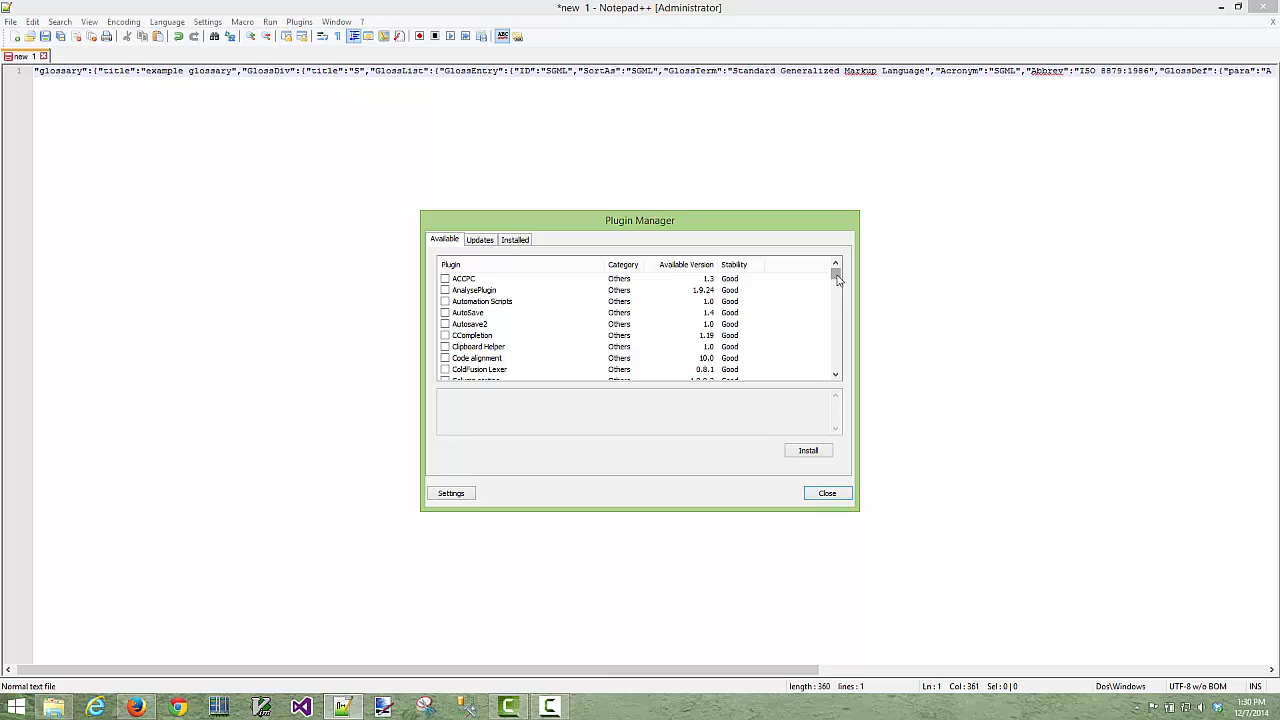 *new  1 - Notepad++ [Administrator]
File Edit Search View Encoding Language Settings Macro Run Plugins Window ? X
new 1
1 "glossary":{"title":"example glossary","GlossDiv":{"title":"S","GlossList":{"GlossEntry":{"ID":"SGML","SortAs":"SGML","GlossTerm":"Standard Generalized Markup Language","Acronym":"SGML","Abbrev":"ISO 8879:1986","GlossDef":{"para":"A
Plugin Manager
Available Updates Installed
Plugin Category Available Version Stability
ACCPC Others 1.3 Good
AnalysePlugin Others 1.9.24 Good
Automation Scripts Others 1.0 Good
AutoSave Others 1.4 Good
Autosave2 Others 1.0 Good
CCompletion Others 1.19 Good
Clipboard Helper Others 1.0 Good
Code alignment Others 10.0 Good
ColdFusion Lexer Others 0.8.1 Good
Install
Settings Close
Normal text file length : 360 lines : 1 Ln : 1 Col : 361 Sel : 0 | 0 Dos\Windows UTF-8 w/o BOM INS
1:30 PM
12/7/2014